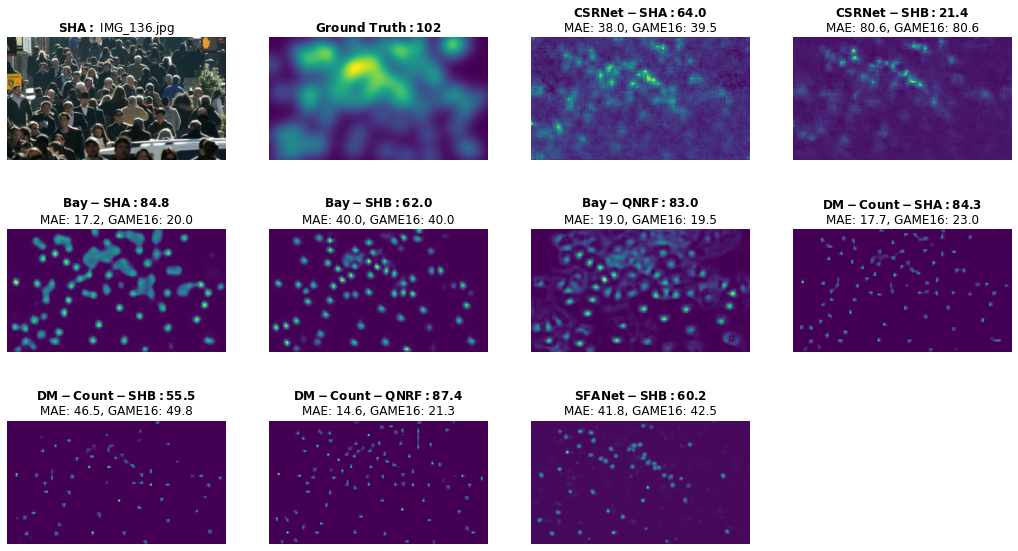 SHA: IMG_136.jpg
Ground Truth: 102
CSRNet-SHA: 64.0
MAE: 38.0, GAME16: 39.5
CSRNet-SHB: 21.4
MAE: 80.6, GAME16: 80.6
Bay-SHA: 84.8
MAE: 17.2, GAME16: 20.0
Bay-SHB: 62.0
MAE: 40.0, GAME16: 40.0
Bay-QNRF: 83.0
MAE: 19.0, GAME16: 19.5
DM-Count-SHA: 84.3
MAE: 17.7, GAME16: 23.0
DM-Count-SHB: 55.5
MAE: 46.5, GAME16: 49.8
DM-Count-QNRF: 87.4
MAE: 14.6, GAME16: 21.3
SFANet-SHB: 60.2
MAE: 41.8, GAME16: 42.5